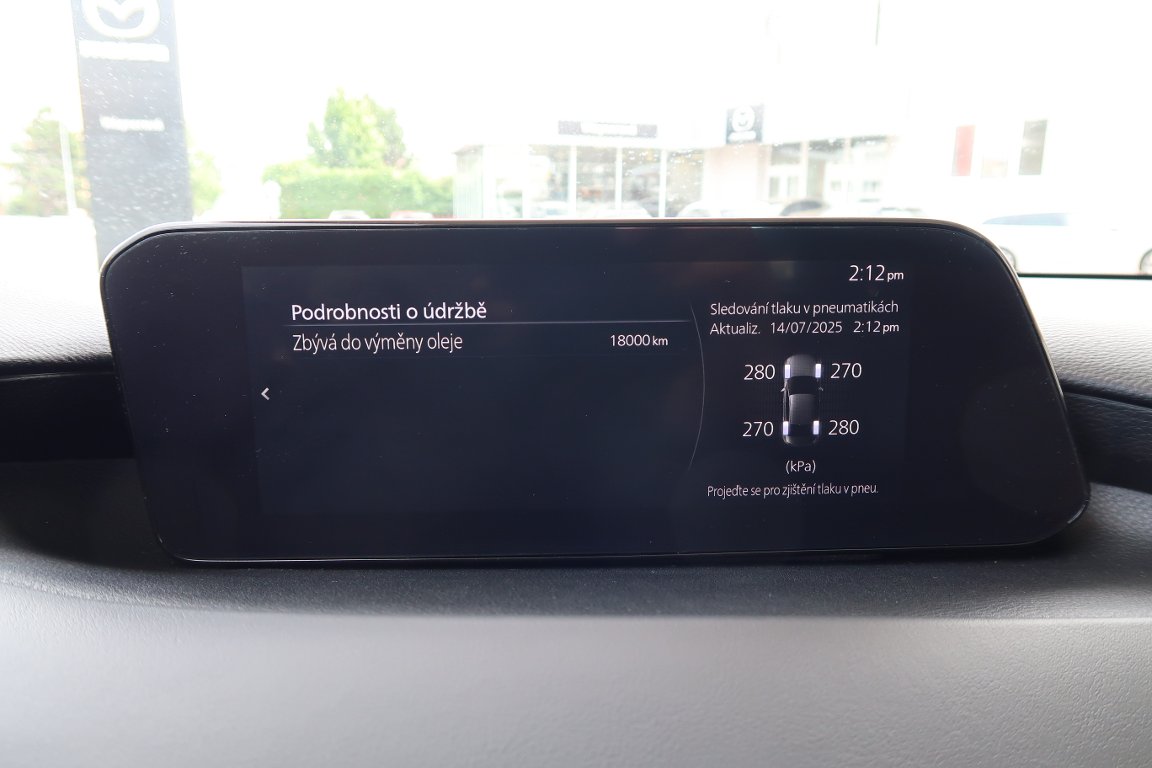 2:12 pm
Podrobnosti o údržbě
Zbývá do výměny oleje 18000 km
Sledování tlaku v pneumatikách
Aktualiz. 14/07/2025 2:12 pm
280 270
270 280
(kPa)
Projeďte se pro zjištění tlaku v pneu.